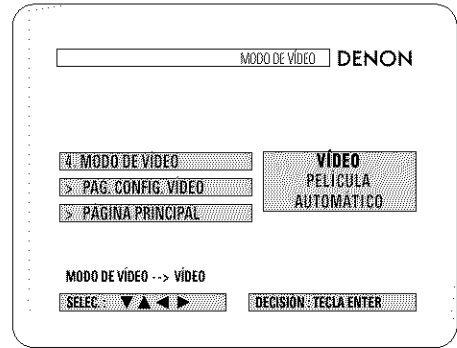 MODO DE VÍDEO DENON
4. MODO DE VÍDEO
> PAG. CONFIG. VÍDEO
> PÁGINA PRINCIPAL
VÍDEO
PELÍCULA
AUTOMÁTICO
MODO DE VÍDEO --> VÍDEO
SELEC.: ▼▲◀▶ DECISIÓN : TECLA ENTER